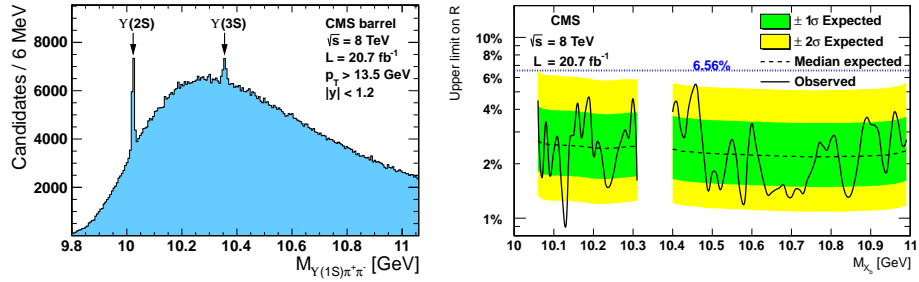 ϒ(2S)
ϒ(3S)
CMS barrel
√s = 8 TeV
L = 20.7 fb⁻¹
p_T > 13.5 GeV
|y| < 1.2
Candidates / 6 MeV
8000
6000
4000
2000
9.8 10 10.2 10.4 10.6 10.8 11
M_ϒ(1S)π⁺π⁻ [GeV]
CMS
√s = 8 TeV
L = 20.7 fb⁻¹
± 1σ Expected
± 2σ Expected
Median expected
Observed
6.56%
Upper limit on R
10%
6%
4%
2%
1%
10 10.1 10.2 10.3 10.4 10.5 10.6 10.7 10.8 10.9 11
M_X_b [GeV]